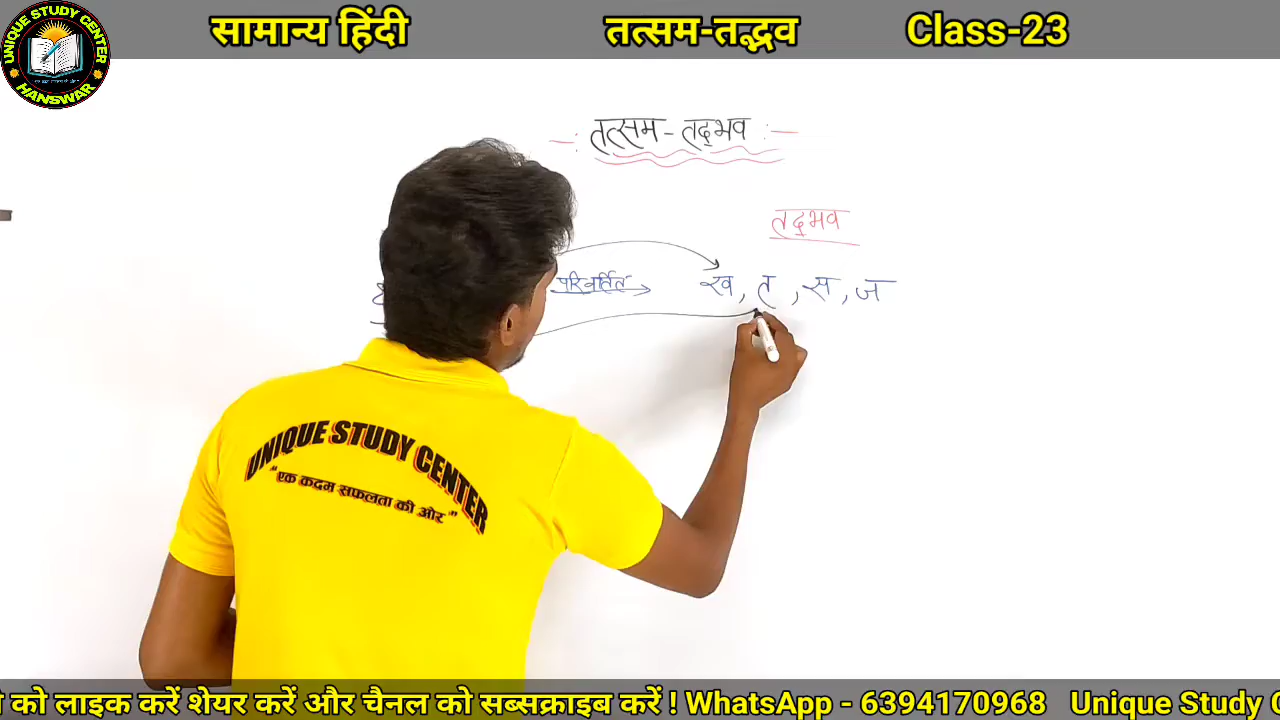 सामान्य हिंदी तत्सम-तद्भव Class-23
UNIQUE STUDY CENTER
HANSWAR
-: तत्सम - तद्भव :-
तद्भव
परिवर्तित ख, त, स, ज
UNIQUE STUDY CENTER
"एक कदम सफलता की ओर"
को लाइक करें शेयर करें और चैनल को सब्सक्राइब करें ! WhatsApp - 6394170968 Unique Study